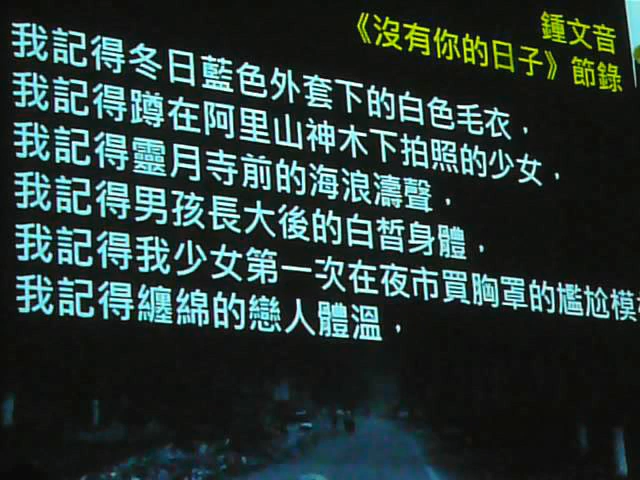 鍾文音
《沒有你的日子》節錄
我記得冬日藍色外套下的白色毛衣，
我記得蹲在阿里山神木下拍照的少女，
我記得靈月寺前的海浪濤聲，
我記得男孩長大後的白皙身體，
我記得我少女第一次在夜市買胸罩的尷尬模
我記得纏綿的戀人體溫，